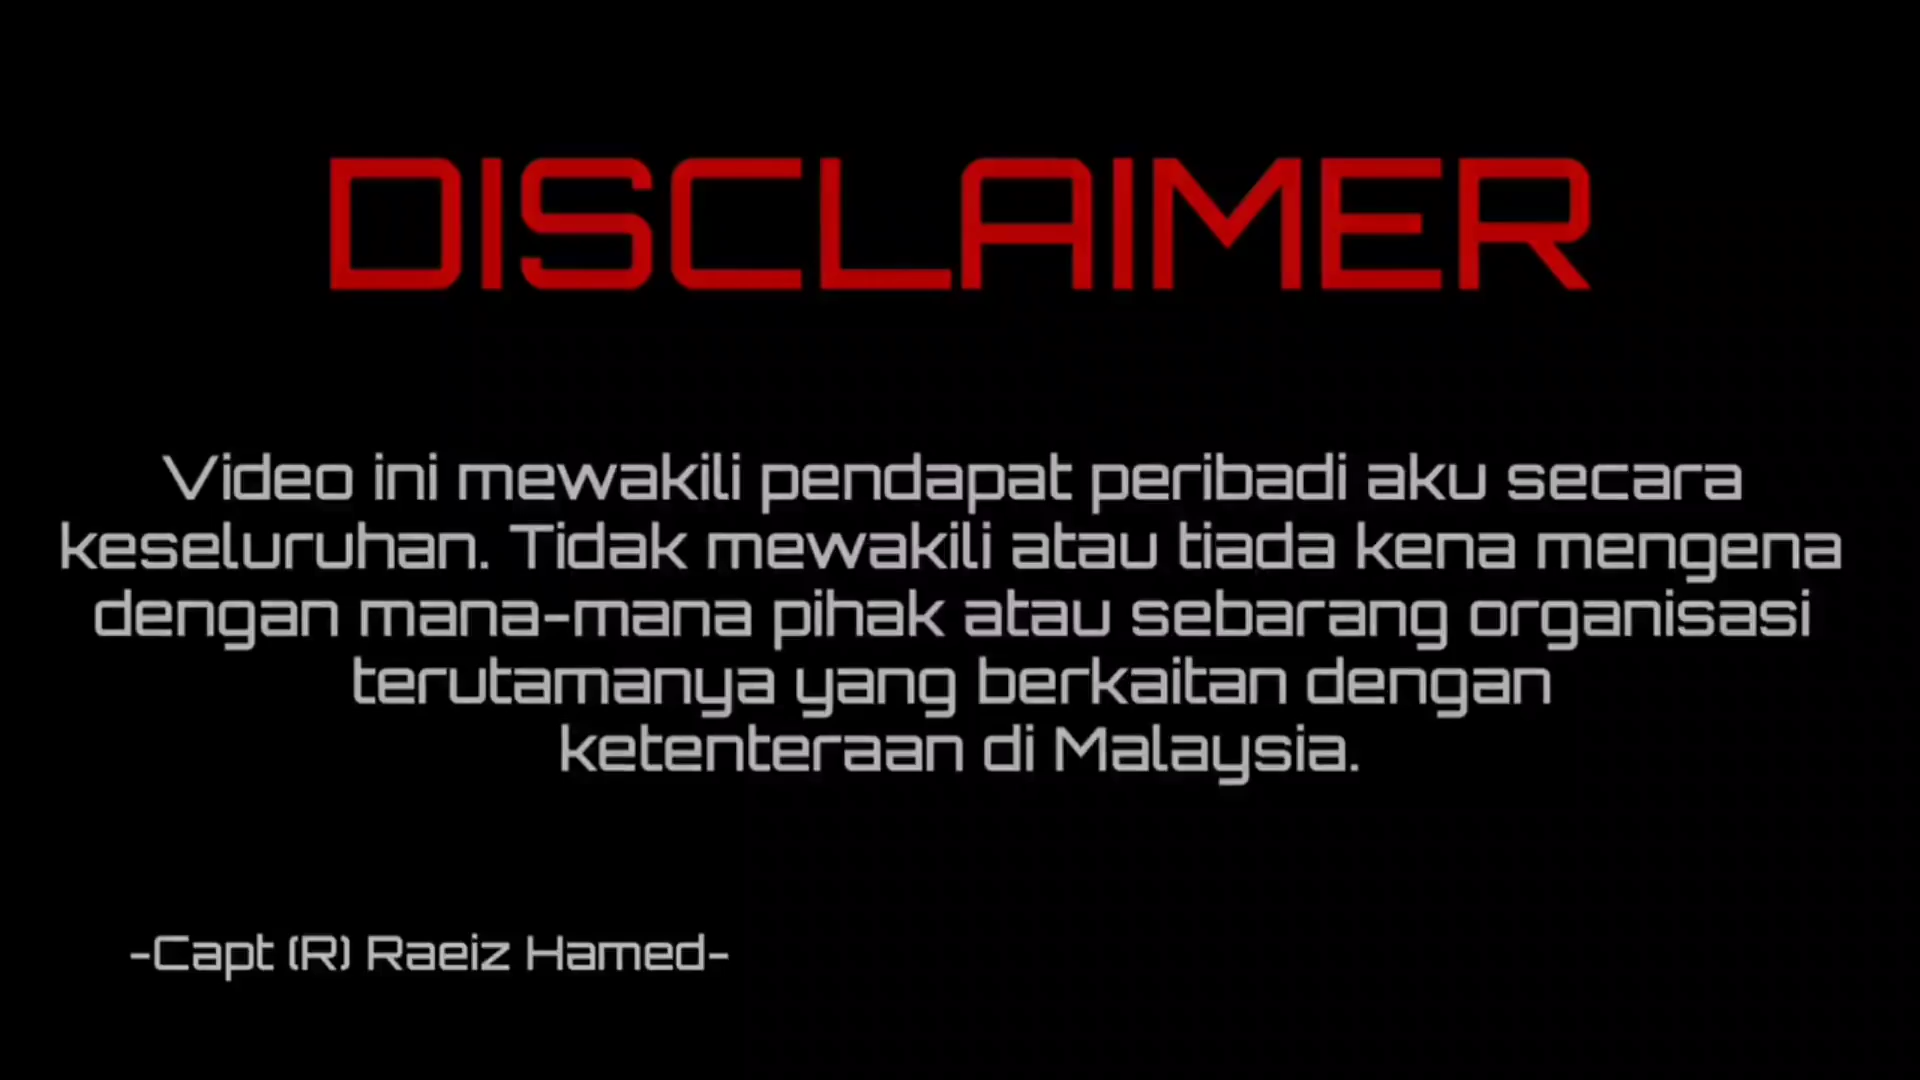 DISCLAIMER
Video ini mewakili pendapat peribadi aku secara
keseluruhan. Tidak mewakili atau tiada kena mengena
dengan mana-mana pihak atau sebarang organisasi
terutamanya yang berkaitan dengan
ketenteraan di Malaysia.
-Capt (R) Raeiz Hamed-